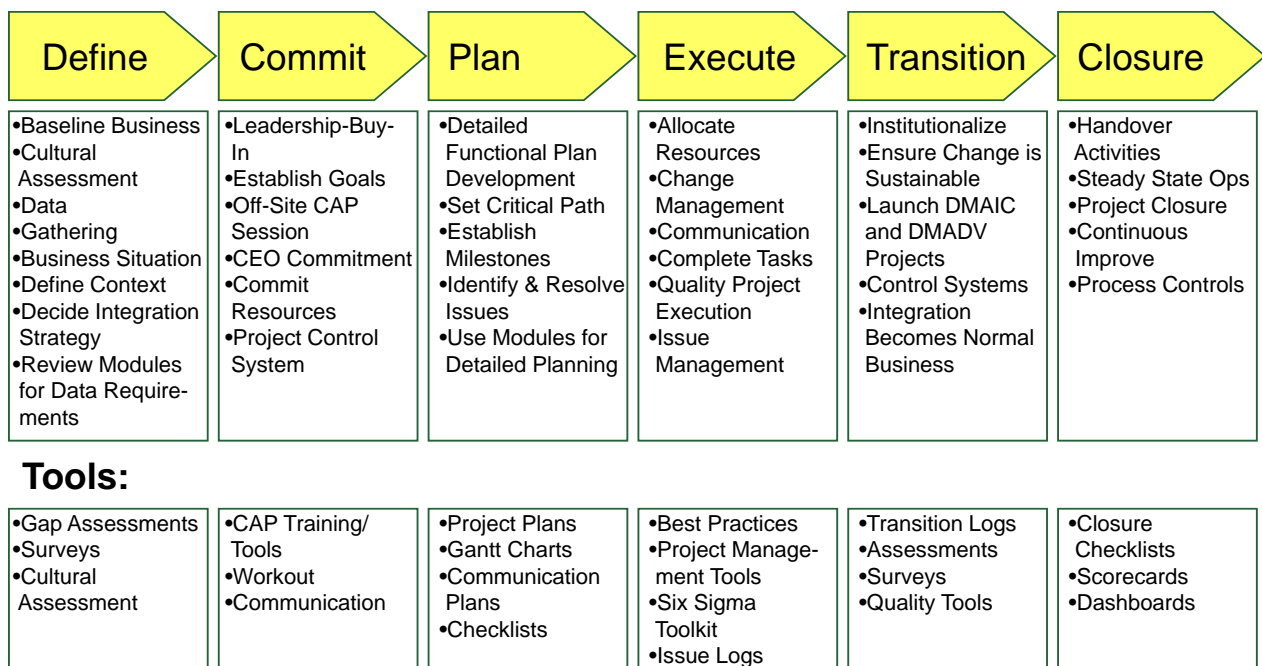 Define
Commit
Plan
Execute
Transition
Closure
•Baseline Business
•Cultural
Assessment
•Data
•Gathering
•Business Situation
•Define Context
•Decide Integration
Strategy
•Review Modules
for Data Require-
ments
•Leadership-Buy-
In
•Establish Goals
•Off-Site CAP
Session
•CEO Commitment
•Commit
Resources
•Project Control
System
•Detailed
Functional Plan
Development
•Set Critical Path
•Establish
Milestones
•Identify & Resolve
Issues
•Use Modules for
Detailed Planning
•Allocate
Resources
•Change
Management
•Communication
•Complete Tasks
•Quality Project
Execution
•Issue
Management
•Institutionalize
•Ensure Change is
Sustainable
•Launch DMAIC
and DMADV
Projects
•Control Systems
•Integration
Becomes Normal
Business
•Handover
Activities
•Steady State Ops
•Project Closure
•Continuous
Improve
•Process Controls
Tools:
•Gap Assessments
•Surveys
•Cultural
Assessment
•CAP Training/
Tools
•Workout
•Communication
•Project Plans
•Gantt Charts
•Communication
Plans
•Checklists
•Best Practices
•Project Manage-
ment Tools
•Six Sigma
Toolkit
•Issue Logs
•Transition Logs
•Assessments
•Surveys
•Quality Tools
•Closure
Checklists
•Scorecards
•Dashboards